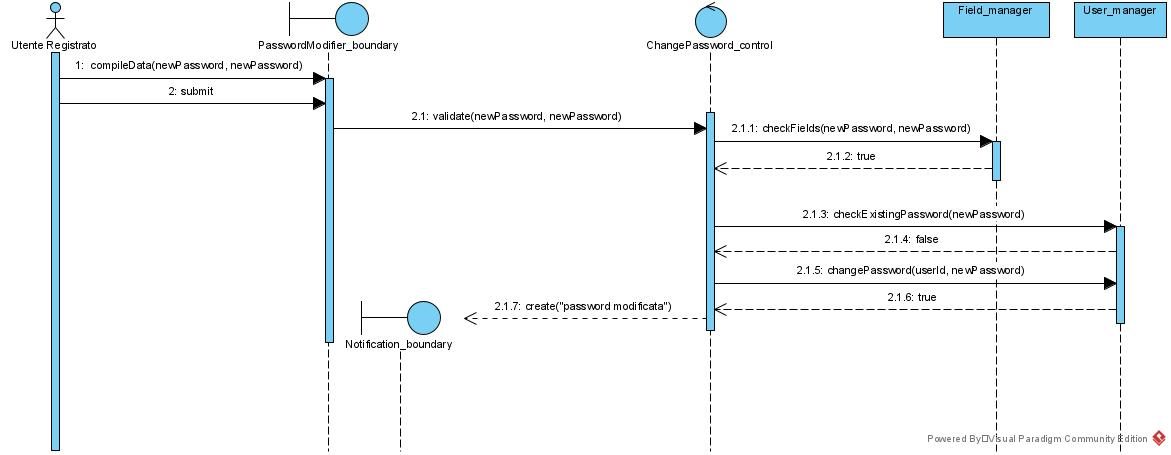 Field_manager
User_manager
Utente Registrato
PasswordModifier_boundary
ChangePassword_control
1: compileData(newPassword, newPassword)
2: submit
2.1: validate(newPassword, newPassword)
2.1.1: checkFields(newPassword, newPassword)
2.1.2: true
2.1.3: checkExistingPassword(newPassword)
2.1.4: false
2.1.5: changePassword(userId, newPassword)
2.1.6: true
2.1.7: create("password modificata")
Notification_boundary
Powered By Visual Paradigm Community Edition